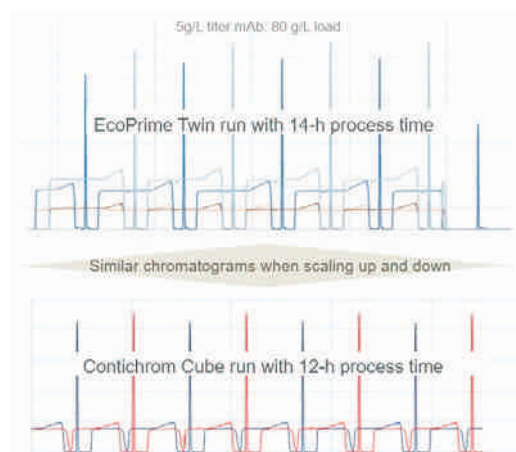 5g/L titer mAb: 80 g/L load
EcoPrime Twin run with 14-h process time
Similar chromatograms when scaling up and down
Contichrom Cube run with 12-h process time